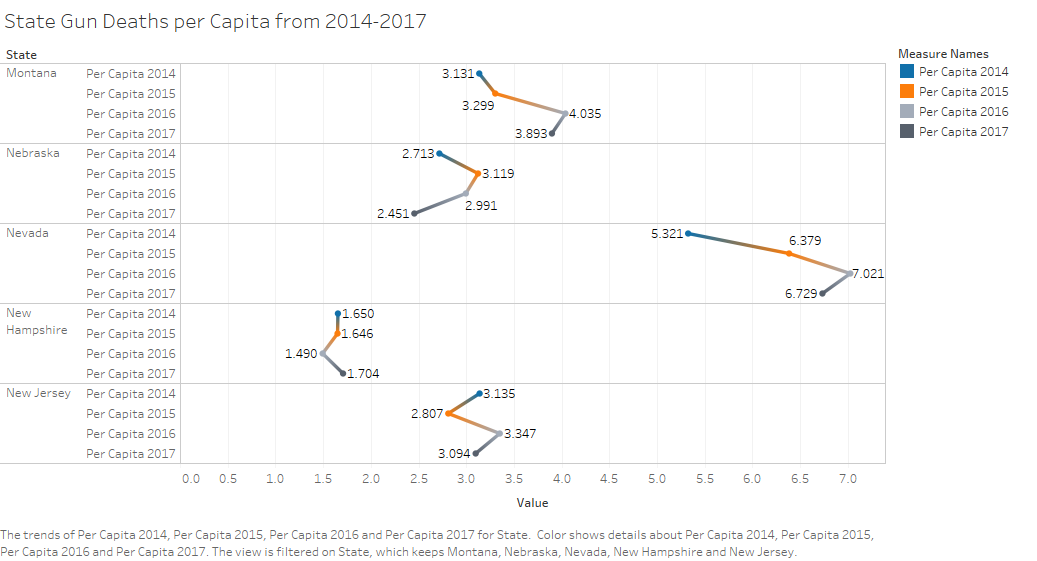 State Gun Deaths per Capita from 2014-2017
State
Measure Names
Per Capita 2014
Per Capita 2015
Per Capita 2016
Per Capita 2017
Montana
Per Capita 2014 3.131
Per Capita 2015 3.299
Per Capita 2016 4.035
Per Capita 2017 3.893
Nebraska
Per Capita 2014 2.713
Per Capita 2015 3.119
Per Capita 2016 2.991
Per Capita 2017 2.451
Nevada
Per Capita 2014 5.321
Per Capita 2015 6.379
Per Capita 2016 7.021
Per Capita 2017 6.729
New
Hampshire
Per Capita 2014 1.650
Per Capita 2015 1.646
Per Capita 2016 1.490
Per Capita 2017 1.704
New Jersey
Per Capita 2014 3.135
Per Capita 2015 2.807
Per Capita 2016 3.347
Per Capita 2017 3.094
0.0 0.5 1.0 1.5 2.0 2.5 3.0 3.5 4.0 4.5 5.0 5.5 6.0 6.5 7.0
Value
The trends of Per Capita 2014, Per Capita 2015, Per Capita 2016 and Per Capita 2017 for State.  Color shows details about Per Capita 2014, Per Capita 2015,
Per Capita 2016 and Per Capita 2017. The view is filtered on State, which keeps Montana, Nebraska, Nevada, New Hampshire and New Jersey.